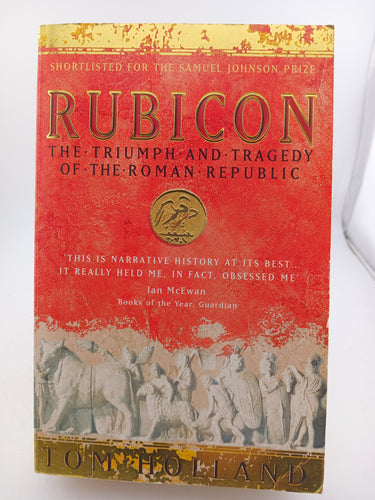 SHORTLISTED FOR THE SAMUEL JOHNSON PRIZE
RUBICON
THE·TRIUMPH·AND·TRAGEDY
OF·THE·ROMAN·REPUBLIC
'THIS IS NARRATIVE HISTORY AT ITS BEST...
IT REALLY HELD ME, IN FACT, OBSESSED ME'
Ian McEwan
Books of the Year, Guardian
TOM HOLLAND